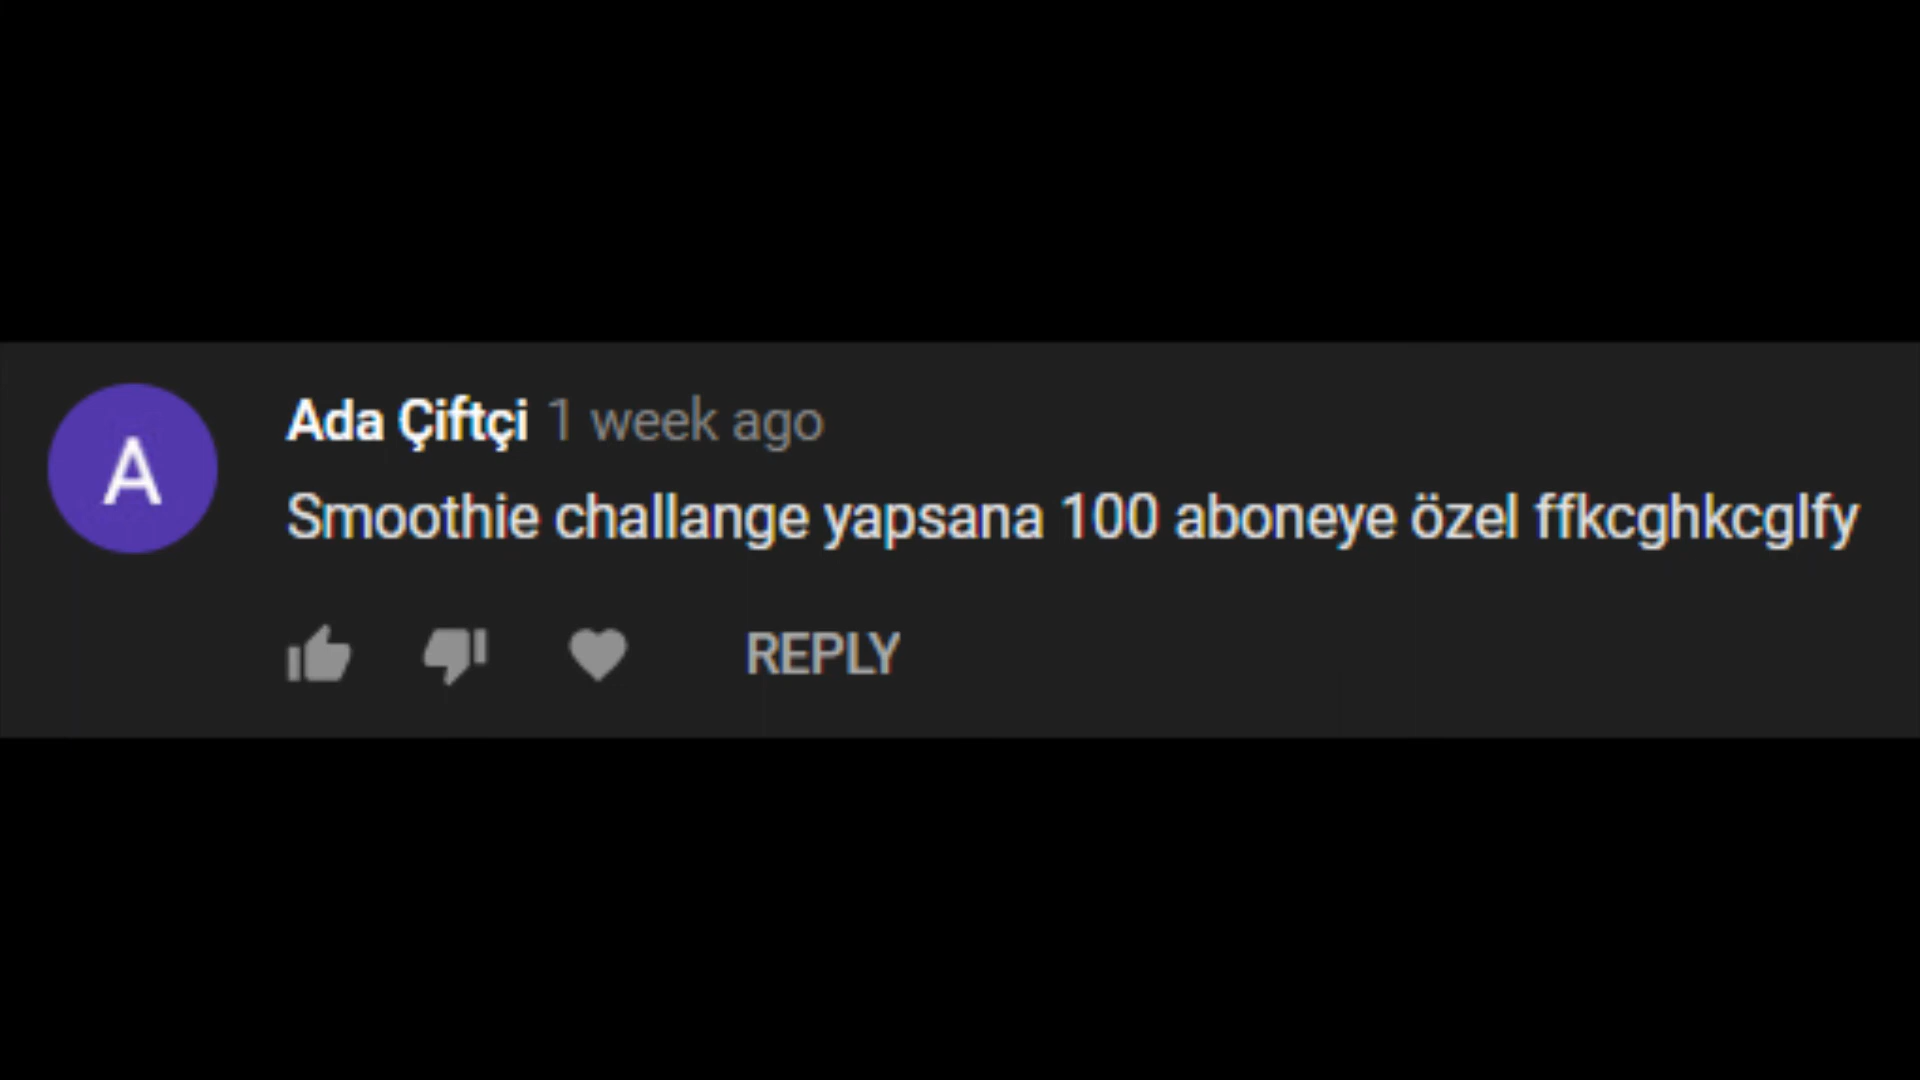 A
Ada Çiftçi 1 week ago
Smoothie challange yapsana 100 aboneye özel ffkcghkcglfy
REPLY